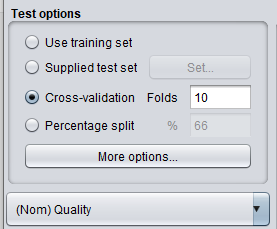 Test options
Use training set
Supplied test set Set...
Cross-validation Folds 10
Percentage split % 66
More options...
(Nom) Quality